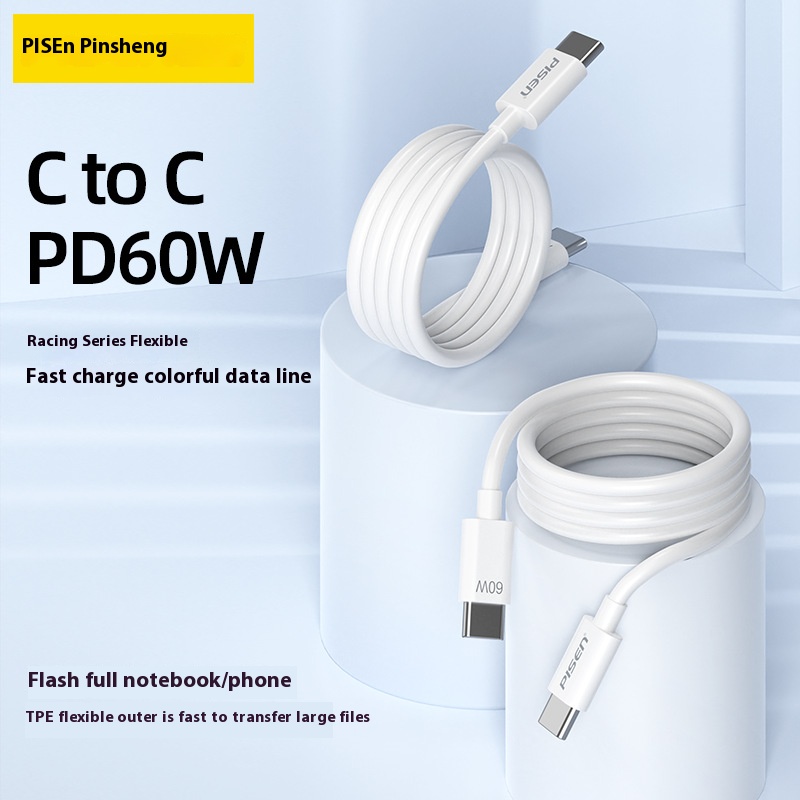 PISEn Pinsheng
C to C
PD60W
Racing Series Flexible
Fast charge colorful data line
PISEN
60W
PISEN
Flash full notebook/phone
TPE flexible outer is fast to transfer large files